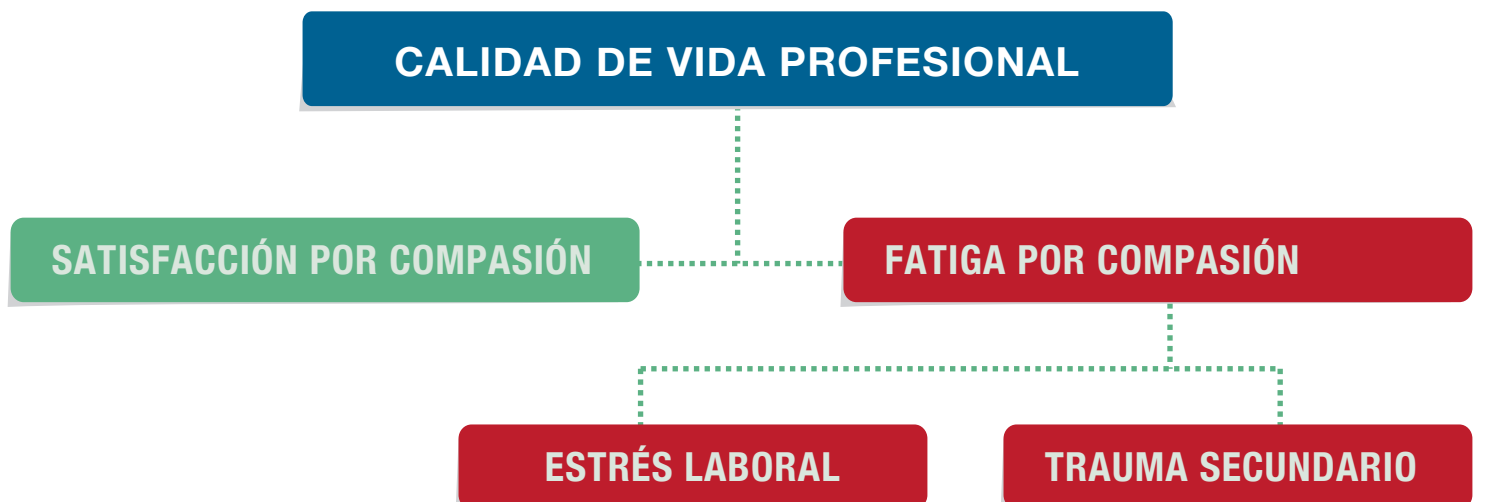 CALIDAD DE VIDA PROFESIONAL
SATISFACCIÓN POR COMPASIÓN
FATIGA POR COMPASIÓN
ESTRÉS LABORAL
TRAUMA SECUNDARIO